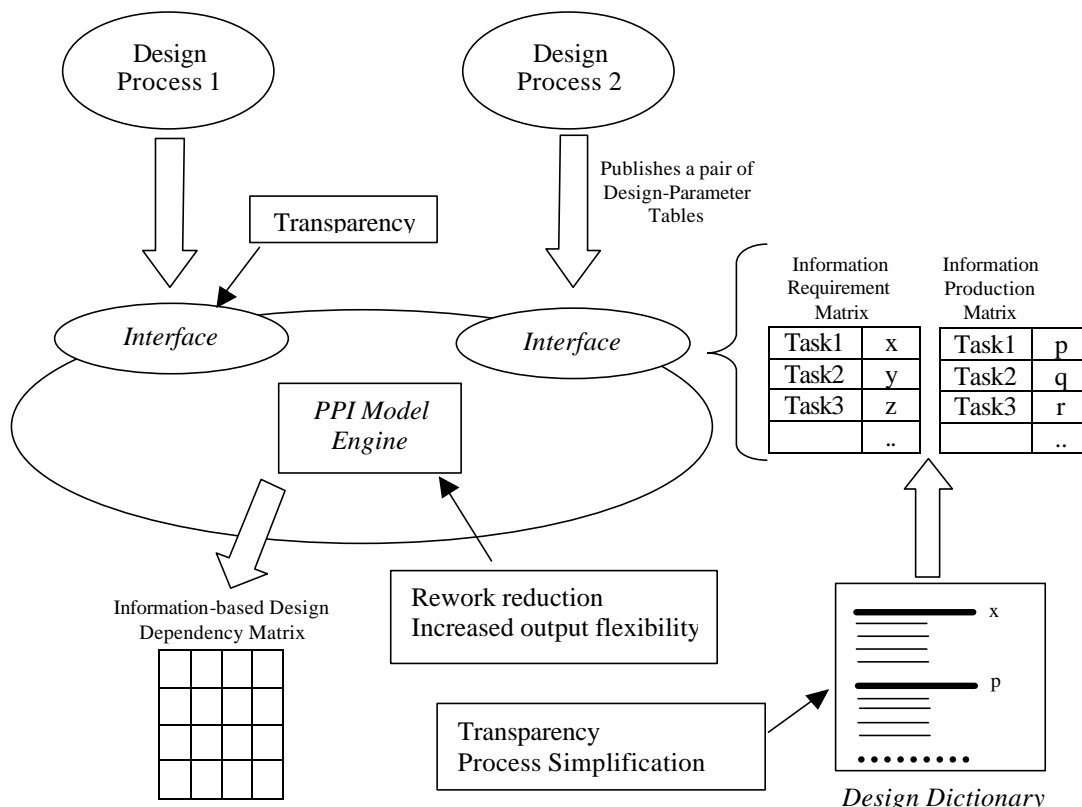 Design
Process 1
Design
Process 2
Publishes a pair of
Design-Parameter
Tables
Transparency
Information
Requirement
Matrix
Information
Production
Matrix
Interface
Interface
Task1 x
Task2 y
Task3 z
..
Task1 p
Task2 q
Task3 r
..
PPI Model
Engine
Information-based Design
Dependency Matrix
Rework reduction
Increased output flexibility
x
p
Transparency
Process Simplification
Design Dictionary